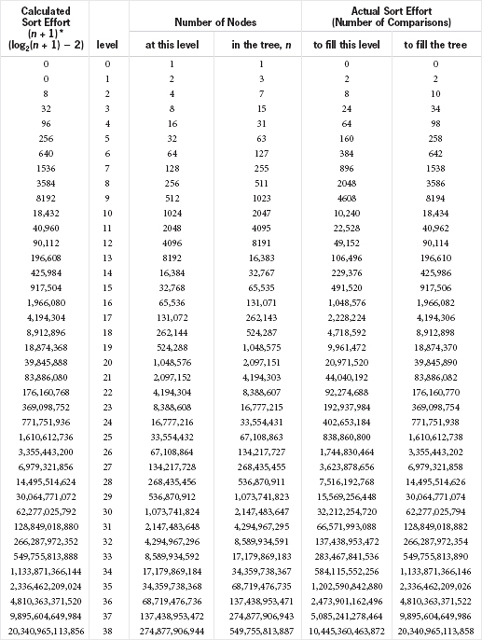 Calculated
Sort Effort
(n + 1)*
(log2(n + 1) – 2) level
Number of Nodes
at this level in the tree, n
Actual Sort Effort
(Number of Comparisons)
to fill this level to fill the tree
0 0 1 1 0 0
0 1 2 3 2 2
8 2 4 7 8 10
32 3 8 15 24 34
96 4 16 31 64 98
256 5 32 63 160 258
640 6 64 127 384 642
1536 7 128 255 896 1538
3584 8 256 511 2048 3586
8192 9 512 1023 4608 8194
18,432 10 1024 2047 10,240 18,434
40,960 11 2048 4095 22,528 40,962
90,112 12 4096 8191 49,152 90,114
196,608 13 8192 16,383 106,496 196,610
425,984 14 16,384 32,767 229,376 425,986
917,504 15 32,768 65,535 491,520 917,506
1,966,080 16 65,536 131,071 1,048,576 1,966,082
4,194,304 17 131,072 262,143 2,228,224 4,194,306
8,912,896 18 262,144 524,287 4,718,592 8,912,898
18,874,368 19 524,288 1,048,575 9,961,472 18,874,370
39,845,888 20 1,048,576 2,097,151 20,971,520 39,845,890
83,886,080 21 2,097,152 4,194,303 44,040,192 83,886,082
176,160,768 22 4,194,304 8,388,607 92,274,688 176,160,770
369,098,752 23 8,388,608 16,777,215 192,937,984 369,098,754
771,751,936 24 16,777,216 33,554,431 402,653,184 771,751,938
1,610,612,736 25 33,554,432 67,108,863 838,860,800 1,610,612,738
3,355,443,200 26 67,108,864 134,217,727 1,744,830,464 3,355,443,202
6,979,321,856 27 134,217,728 268,435,455 3,623,878,656 6,979,321,858
14,495,514,624 28 268,435,456 536,870,911 7,516,192,768 14,495,514,626
30,064,771,072 29 536,870,912 1,073,741,823 15,569,256,448 30,064,771,074
62,277,025,792 30 1,073,741,824 2,147,483,647 32,212,254,720 62,277,025,794
128,849,018,880 31 2,147,483,648 4,294,967,295 66,571,993,088 128,849,018,882
266,287,972,352 32 4,294,967,296 8,589,934,591 137,438,953,472 266,287,972,354
549,755,813,888 33 8,589,934,592 17,179,869,183 283,467,841,536 549,755,813,890
1,133,871,366,144 34 17,179,869,184 34,359,738,367 584,115,552,256 1,133,871,366,146
2,336,462,209,024 35 34,359,738,368 68,719,476,735 1,202,590,842,880 2,336,462,209,026
4,810,363,371,520 36 68,719,476,736 137,438,953,471 2,473,901,162,496 4,810,363,371,522
9,895,604,649,984 37 137,438,953,472 274,877,906,943 5,085,241,278,464 9,895,604,649,986
20,340,965,113,856 38 274,877,906,944 549,755,813,887 10,445,360,463,872 20,340,965,113,858